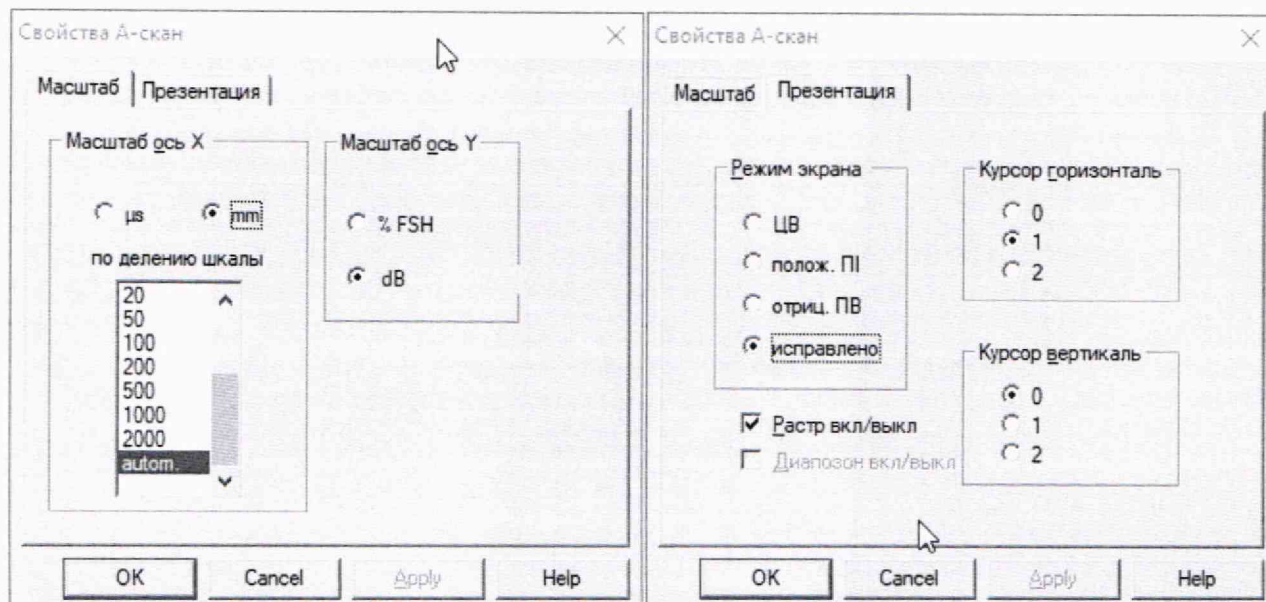 Свойства А-скан
Масштаб
Презентация
Масштаб ось X
µs
mm
по делению шкалы
20
50
100
200
500
1000
2000
autom.
Масштаб ось Y
% FSH
dB
OK
Cancel
Apply
Help
Свойства А-скан
Масштаб
Презентация
Режим экрана
ЦВ
полож. ПІ
отриц. ПВ
исправлено
Растр вкл/выкл
Диапозон вкл/выкл
Курсор горизонталь
0
1
2
Курсор вертикаль
0
1
2
OK
Cancel
Apply
Help